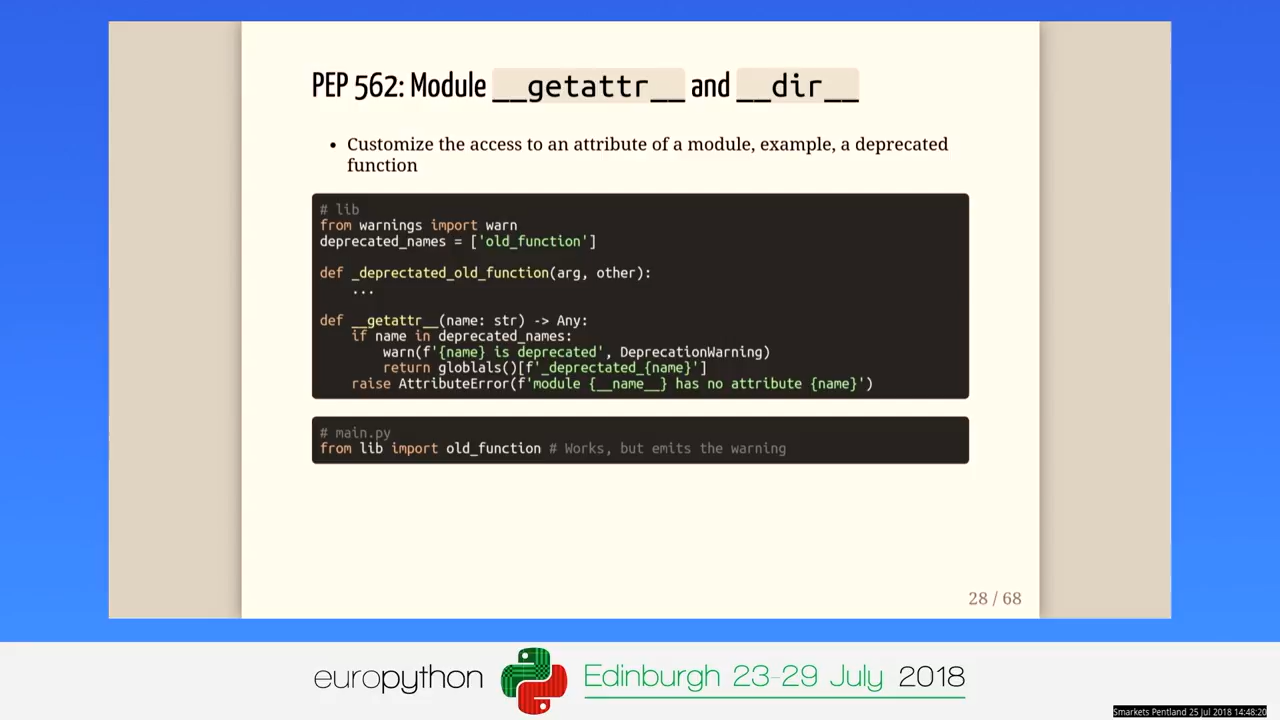 PEP 562: Module __getattr__ and __dir__
• Customize the access to an attribute of a module, example, a deprecated
function
# lib
from warnings import warn
deprecated_names = ['old_function']
def _deprectated_old_function(arg, other):
...
def __getattr__(name: str) -> Any:
if name in deprecated_names:
warn(f'{name} is deprecated', DeprecationWarning)
return globlals()[f'_deprectated_{name}']
raise AttributeError(f'module {__name__} has no attribute {name}')
# main.py
from lib import old_function # Works, but emits the warning
28 / 68
europython Edinburgh 23-29 July 2018
Smarkets Pentland 25 Jul 2018 14:48:20